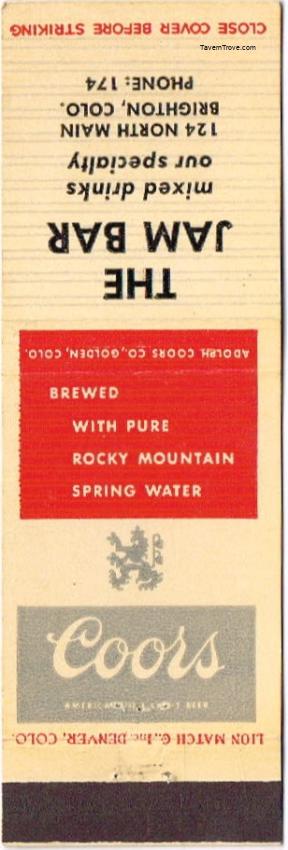 CLOSE COVER BEFORE STRIKING
TavernTrove.com
THE
JAM BAR
mixed drinks
our specialty
124 NORTH MAIN
BRIGHTON, COLO.
PHONE: 174
ADOLPH COORS CO., GOLDEN, COLO.
BREWED
WITH PURE
ROCKY MOUNTAIN
SPRING WATER
Coors
BEER
LION MATCH C., Inc. DENVER, COLO.